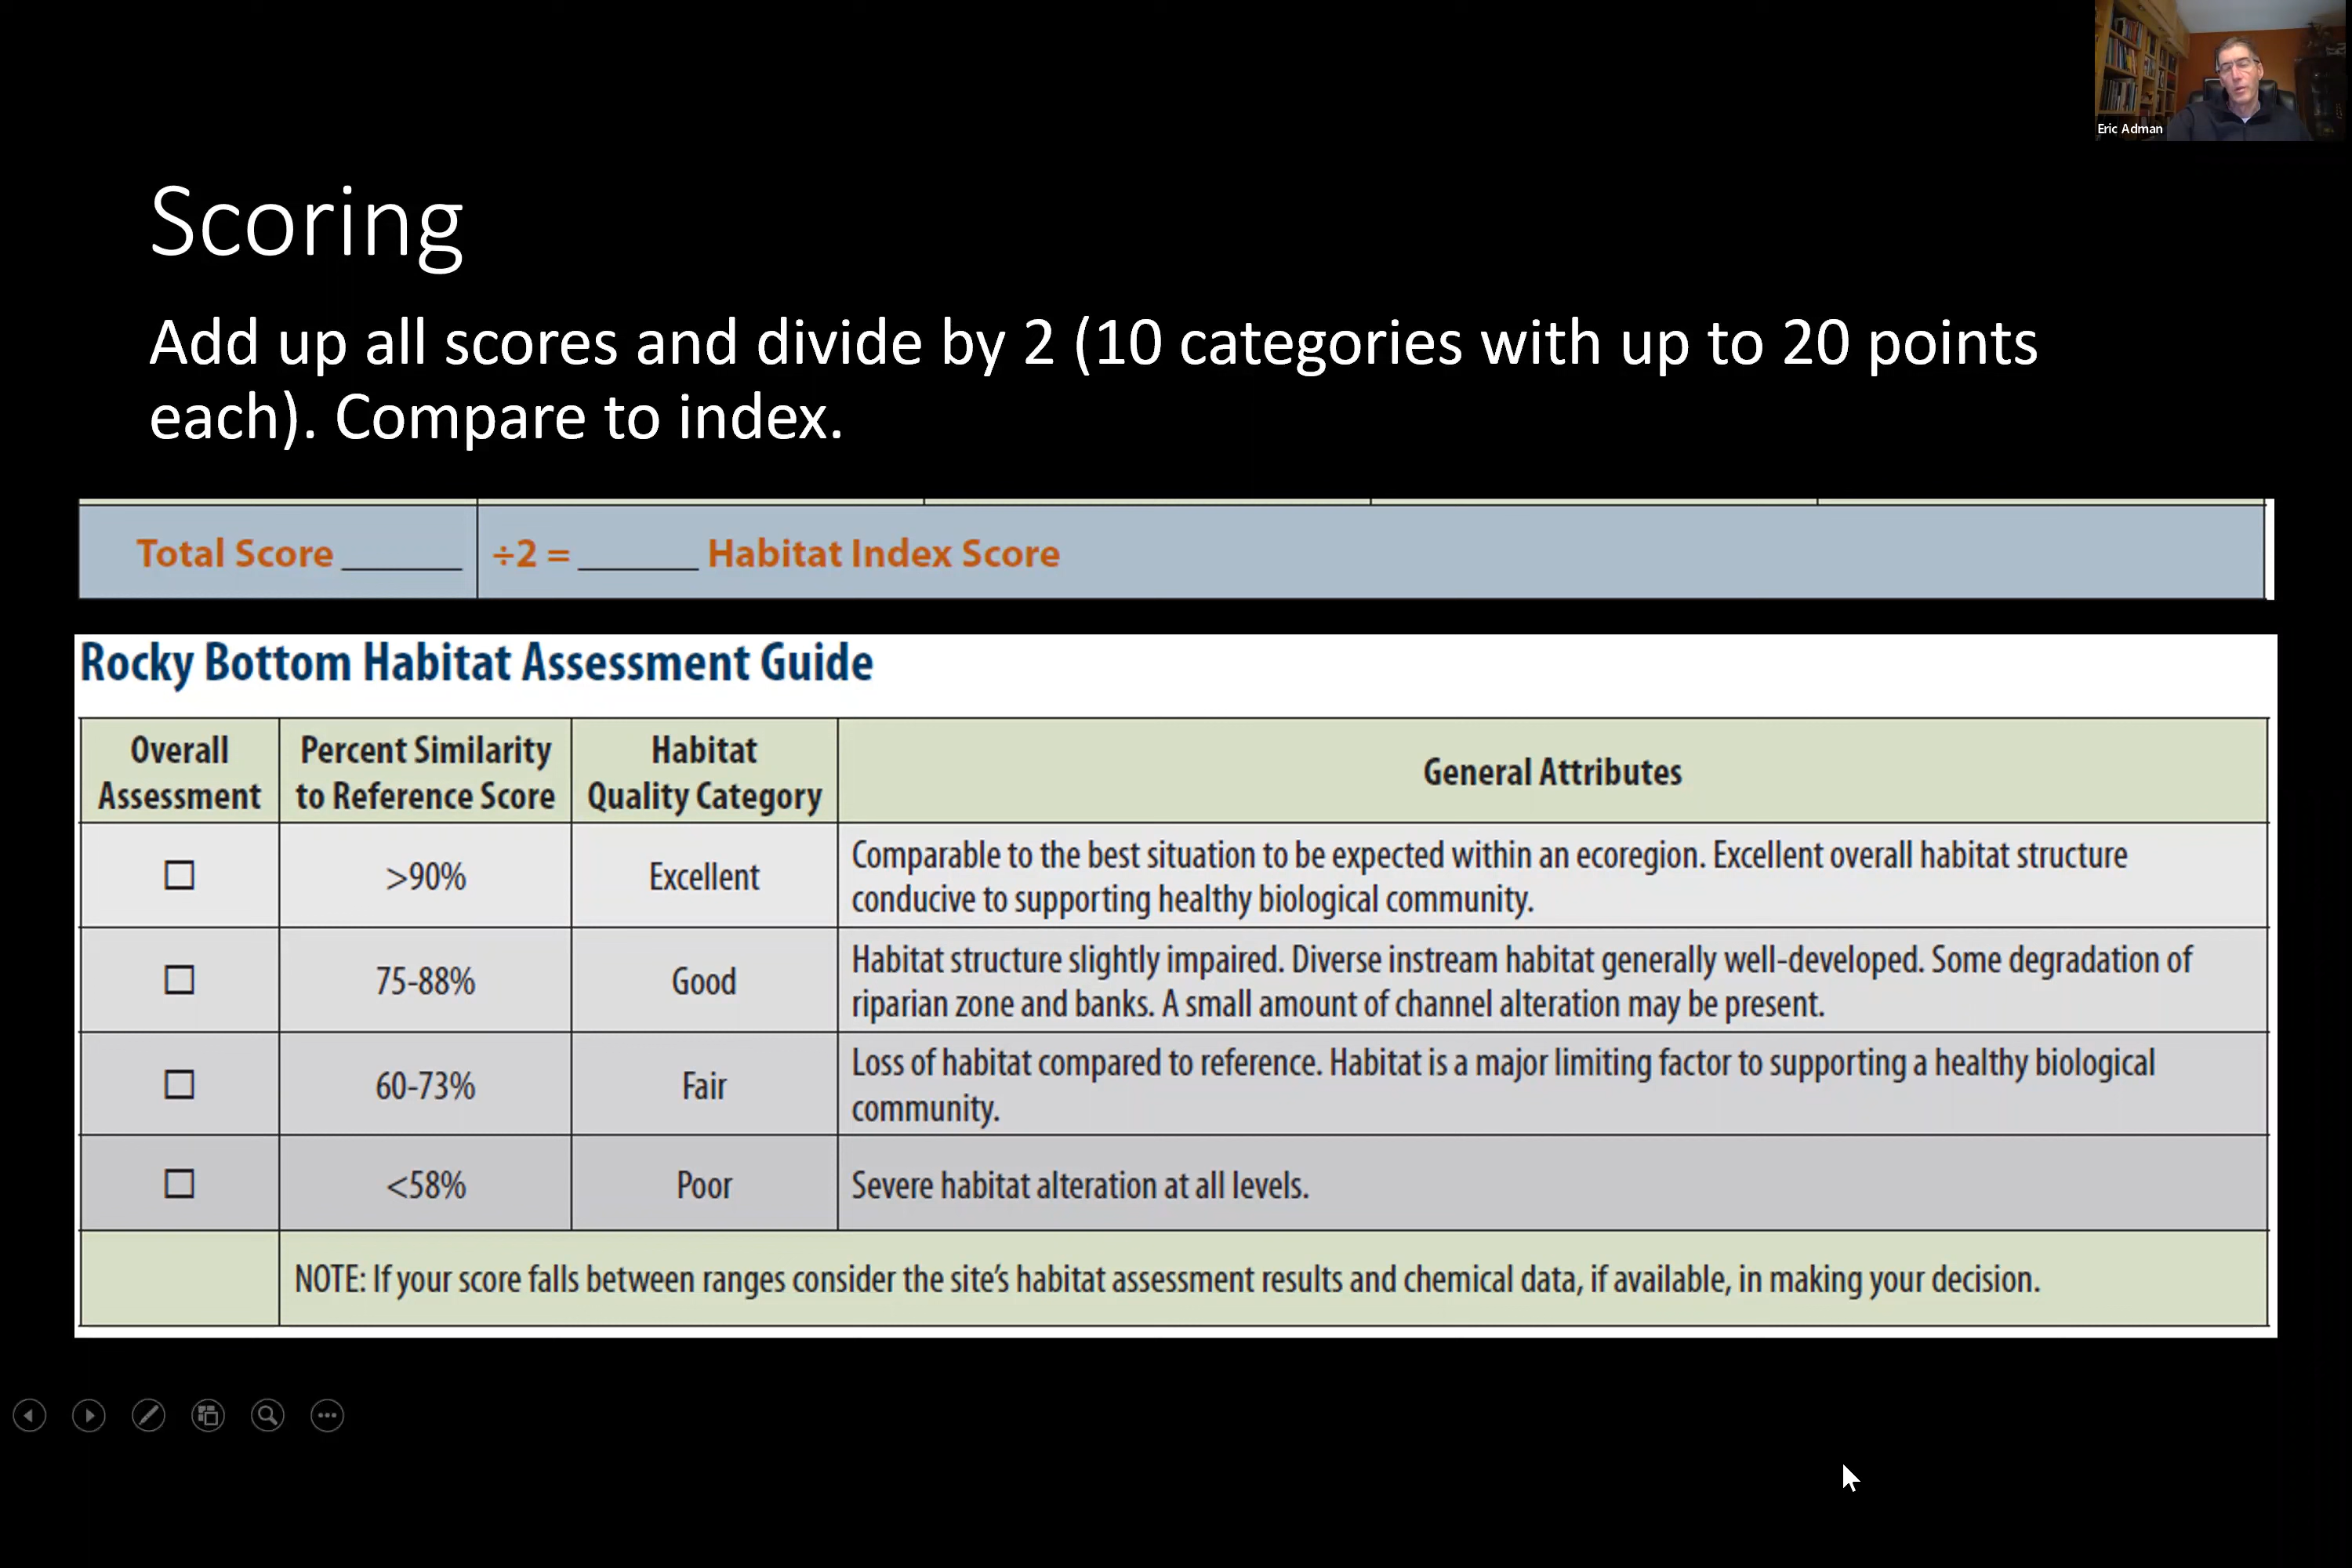 Eric Adman
Scoring
Add up all scores and divide by 2 (10 categories with up to 20 points
each). Compare to index.
Total Score ______ ÷2 = ______ Habitat Index Score
Rocky Bottom Habitat Assessment Guide
Overall Assessment
Percent Similarity to Reference Score
Habitat Quality Category
General Attributes
>90%
Excellent
Comparable to the best situation to be expected within an ecoregion. Excellent overall habitat structure
conducive to supporting healthy biological community.
75-88%
Good
Habitat structure slightly impaired. Diverse instream habitat generally well-developed. Some degradation of
riparian zone and banks. A small amount of channel alteration may be present.
60-73%
Fair
Loss of habitat compared to reference. Habitat is a major limiting factor to supporting a healthy biological
community.
<58%
Poor
Severe habitat alteration at all levels.
NOTE: If your score falls between ranges consider the site's habitat assessment results and chemical data, if available, in making your decision.